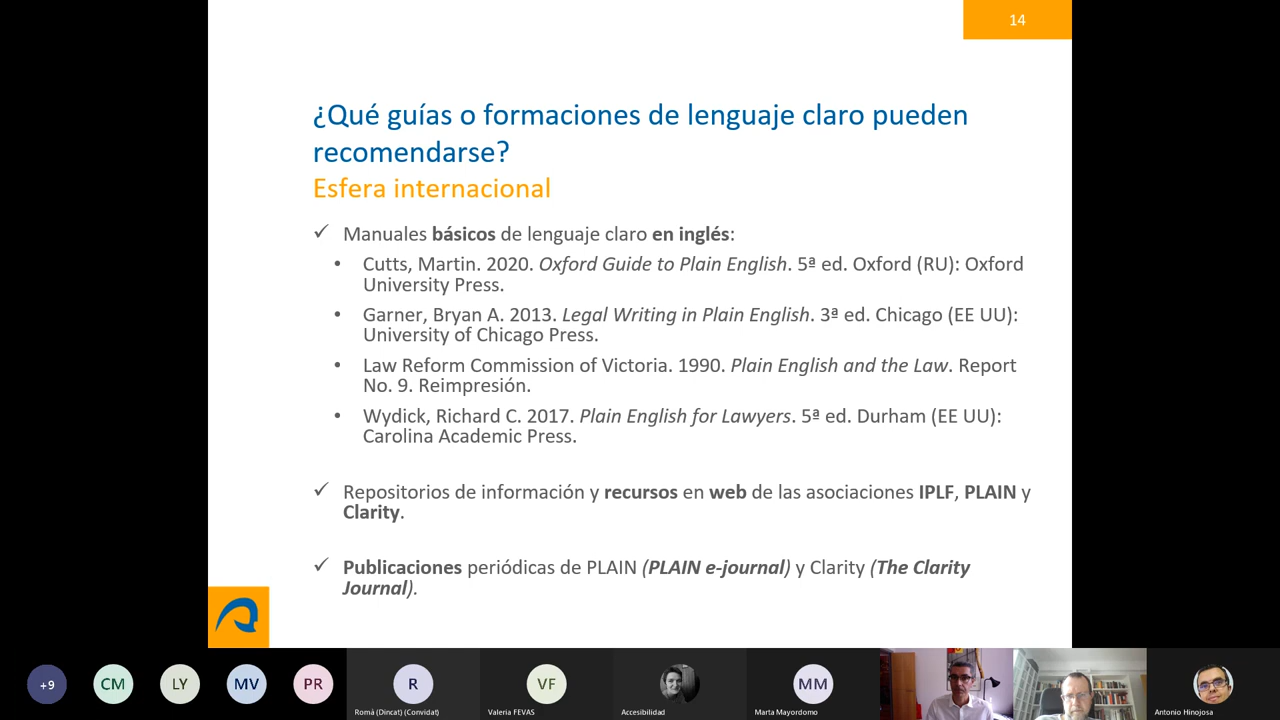 14
¿Qué guías o formaciones de lenguaje claro pueden
recomendarse?
Esfera internacional
✓ Manuales básicos de lenguaje claro en inglés:
• Cutts, Martin. 2020. Oxford Guide to Plain English. 5ª ed. Oxford (RU): Oxford
University Press.
• Garner, Bryan A. 2013. Legal Writing in Plain English. 3ª ed. Chicago (EE UU):
University of Chicago Press.
• Law Reform Commission of Victoria. 1990. Plain English and the Law. Report
No. 9. Reimpresión.
• Wydick, Richard C. 2017. Plain English for Lawyers. 5ª ed. Durham (EE UU):
Carolina Academic Press.
✓ Repositorios de información y recursos en web de las asociaciones IPLF, PLAIN y
Clarity.
✓ Publicaciones periódicas de PLAIN (PLAIN e-journal) y Clarity (The Clarity
Journal).
+9 CM LY MV PR R VF MM
Romà (Dincat) (Convidat) Valeria FEVAS Accesibilidad Marta Mayordomo Antonio Hinojosa